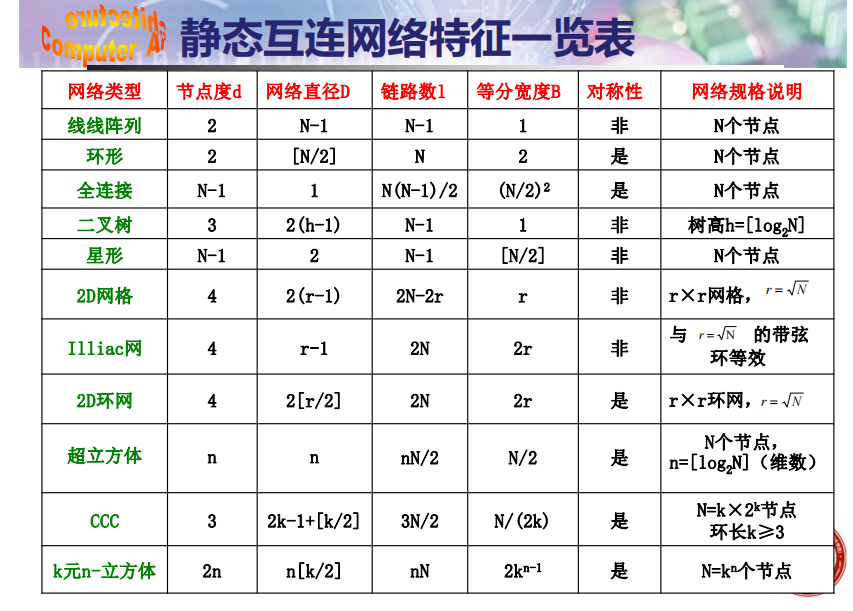 Computer Architecture
静态互连网络特征一览表
网络类型 节点度d 网络直径D 链路数l 等分宽度B 对称性 网络规格说明
线线阵列 2 N-1 N-1 1 非 N个节点
环形 2 [N/2] N 2 是 N个节点
全连接 N-1 1 N(N-1)/2 (N/2)² 是 N个节点
二叉树 3 2(h-1) N-1 1 非 树高h=[log₂N]
星形 N-1 2 N-1 [N/2] 非 N个节点
2D网格 4 2(r-1) 2N-2r r 非 r×r网格, r=√N
Illiac网 4 r-1 2N 2r 非 与 r=√N 的带弦
环等效
2D环网 4 2[r/2] 2N 2r 是 r×r环网, r=√N
超立方体 n n nN/2 N/2 是 N个节点,
n=[log₂N](维数)
CCC 3 2k-1+[k/2] 3N/2 N/(2k) 是 N=k×2ᵏ节点
环长k≥3
k元n-立方体 2n n[k/2] nN 2kⁿ⁻¹ 是 N=kⁿ个节点